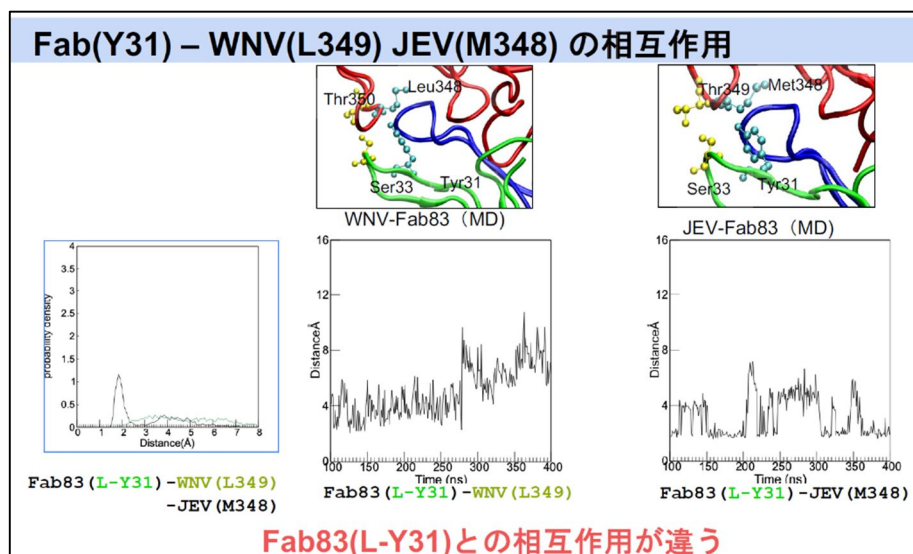 Fab(Y31) – WNV(L349) JEV(M348) の相互作用
Thr350
Leu348
Ser33
Tyr31
WNV-Fab83 (MD)
Thr349
Met348
Ser33
Tyr31
JEV-Fab83 (MD)
probability density
4
3.5
3
2.5
2
1.5
1
0.5
0
0 1 2 3 4 5 6 7 8
Distance(Å)
Fab83(L-Y31)-WNV(L349)
-JEV(M348)
DistanceÅ
16
12
8
4
0
100 150 200 250 300 350 400
Time (ns)
Fab83(L-Y31)-WNV(L349)
DistanceÅ
16
12
8
4
0
100 150 200 250 300 350 400
Time (ns)
Fab83(L-Y31)-JEV(M348)
Fab83(L-Y31)との相互作用が違う